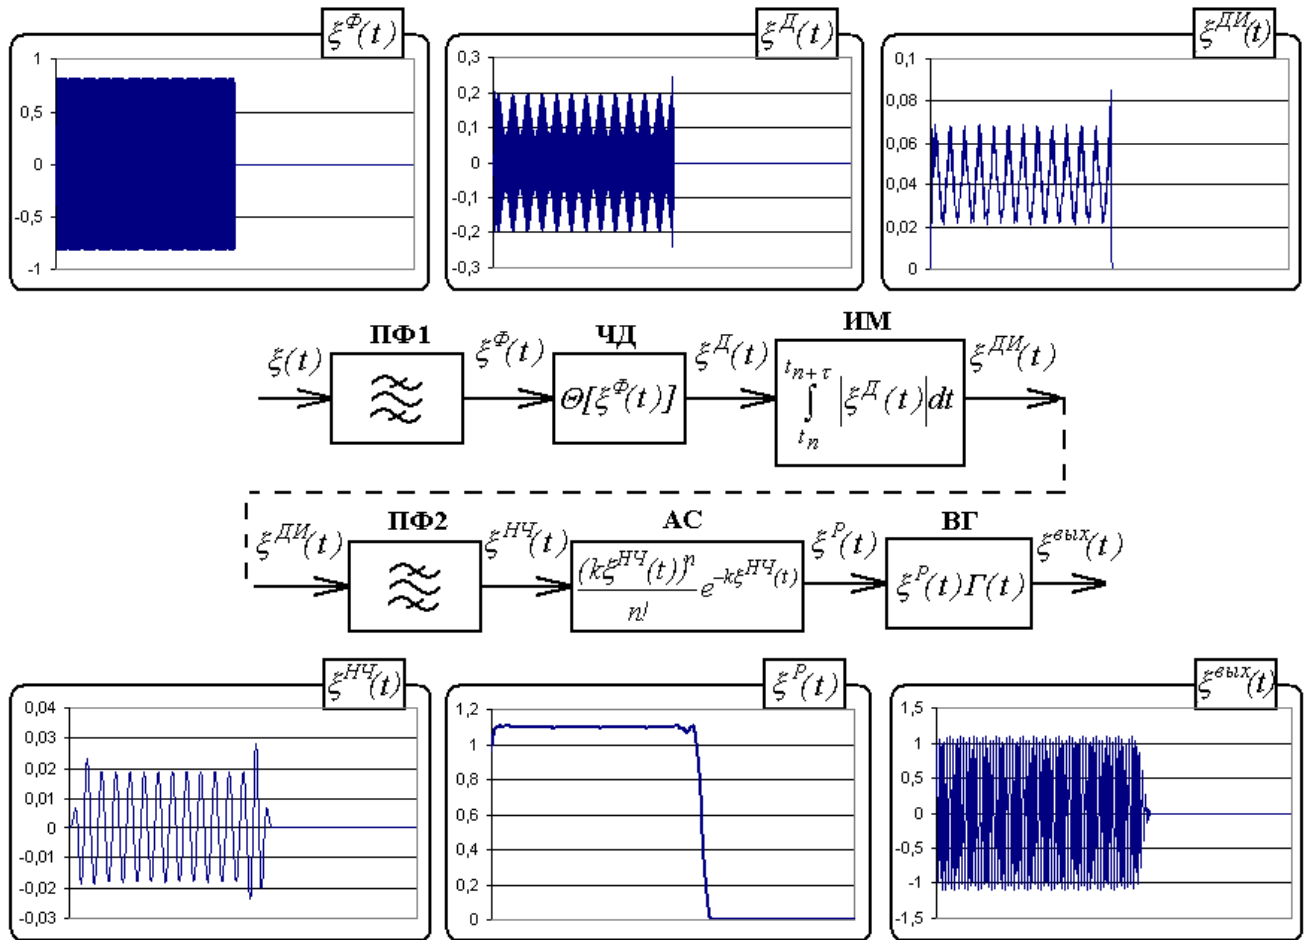 ξ^Ф(t)
ξ^Д(t)
ξ^ДИ(t)
1
0,5
0
-0,5
-1
0,3
0,2
0,1
0
-0,1
-0,2
-0,3
0,1
0,08
0,06
0,04
0,02
0
ПФ1
ЧД
ИМ
ξ(t)
ξ^Ф(t)
Θ[ξ^Ф(t)]
ξ^Д(t)
∫_{t_n}^{t_{n+τ}} |ξ^Д(t)|dt
ξ^ДИ(t)
ПФ2
АС
ВГ
ξ^ДИ(t)
ξ^НЧ(t)
(kξ^НЧ(t))^n / n! e^{-kξ^НЧ(t)}
ξ^Р(t)
ξ^Р(t)Γ(t)
ξ^вых(t)
ξ^НЧ(t)
ξ^Р(t)
ξ^вых(t)
0,04
0,03
0,02
0,01
0
-0,01
-0,02
-0,03
1,2
1
0,8
0,6
0,4
0,2
0
1,5
1
0,5
0
-0,5
-1
-1,5